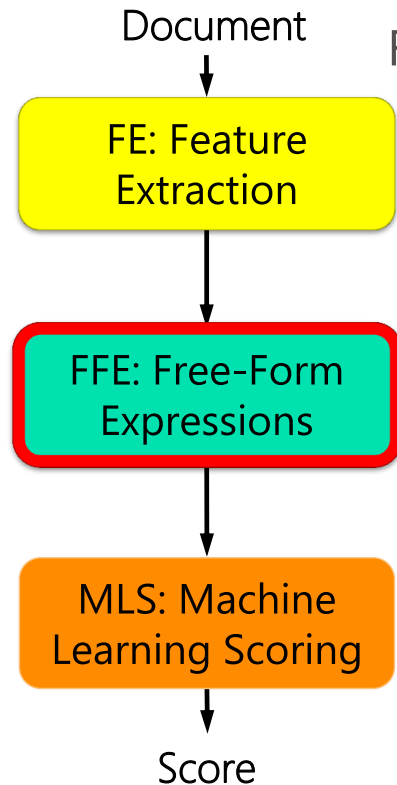 Document
FE: Feature
Extraction
FFE: Free-Form
Expressions
MLS: Machine
Learning Scoring
Score